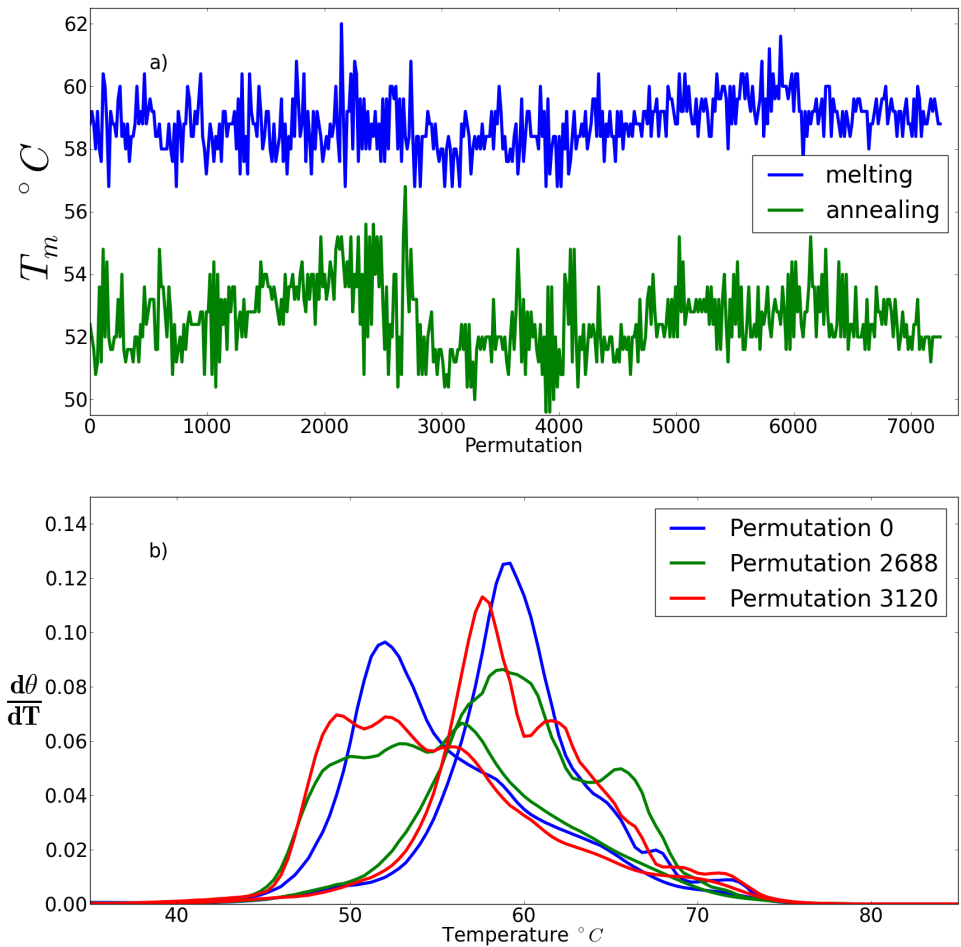 62
60
58
56
54
52
50
T_m °C
a)
melting
annealing
0 1000 2000 3000 4000 5000 6000 7000
Permutation
0.14
0.12
0.10
0.08
0.06
0.04
0.02
0.00
dθ
dT
b)
Permutation 0
Permutation 2688
Permutation 3120
40 50 60 70 80
Temperature °C